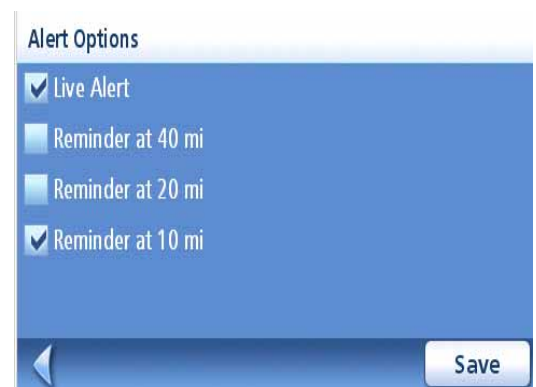 Alert Options
Live Alert
Reminder at 40 mi
Reminder at 20 mi
Reminder at 10 mi
Save